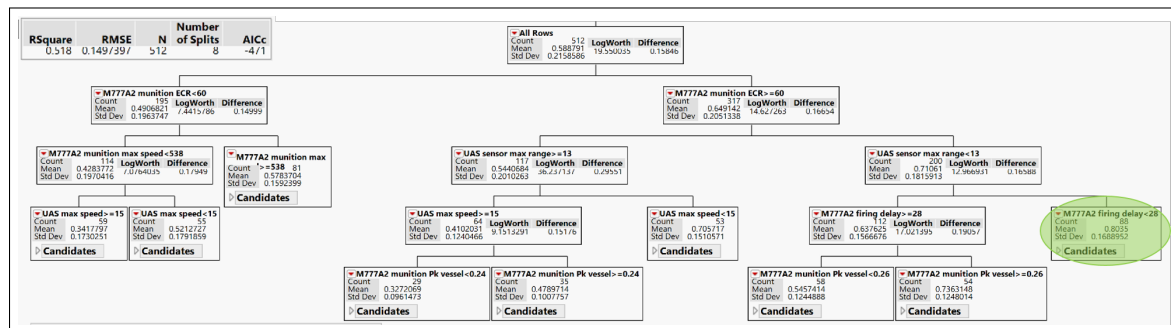 Number
RSquare RMSE N of Splits AICc
0.518 0.1497397 512 8 -471
All Rows
Count 512 LogWorth Difference
Mean 0.588791 19.550035 0.15846
Std Dev 0.2158586
M777A2 munition ECR<60
Count 195 LogWorth Difference
Mean 0.4906821 7.4415786 0.14999
Std Dev 0.1963747
M777A2 munition ECR>=60
Count 317 LogWorth Difference
Mean 0.649142 14.627263 0.16654
Std Dev 0.2051338
M777A2 munition max speed<538
Count 114 LogWorth Difference
Mean 0.4283772 7.0764035 0.17949
Std Dev 0.1970416
M777A2 munition max
speed>=538
Count 81
Mean 0.5783704
Std Dev 0.1592399
Candidates
UAS sensor max range>=13
Count 117 LogWorth Difference
Mean 0.5440684 36.237137 0.29551
Std Dev 0.2010263
UAS sensor max range<13
Count 200 LogWorth Difference
Mean 0.71061 12.966931 0.16588
Std Dev 0.1815913
UAS max speed>=15
Count 59
Mean 0.3417797
Std Dev 0.1730251
Candidates
UAS max speed<15
Count 55
Mean 0.5212727
Std Dev 0.1791859
Candidates
UAS max speed>=15
Count 64 LogWorth Difference
Mean 0.4102031 9.1513291 0.15176
Std Dev 0.1240466
UAS max speed<15
Count 53
Mean 0.705717
Std Dev 0.1510571
Candidates
M777A2 firing delay>=28
Count 112 LogWorth Difference
Mean 0.637625 17.021395 0.19057
Std Dev 0.1566676
M777A2 firing delay<28
Count 88
Mean 0.8035
Std Dev 0.1688952
Candidates
M777A2 munition Pk vessel<0.24
Count 29
Mean 0.3272069
Std Dev 0.0961473
Candidates
M777A2 munition Pk vessel>=0.24
Count 35
Mean 0.4789714
Std Dev 0.1007757
Candidates
M777A2 munition Pk vessel<0.26
Count 58
Mean 0.5457414
Std Dev 0.1244888
Candidates
M777A2 munition Pk vessel>=0.26
Count 54
Mean 0.7363148
Std Dev 0.1248014
Candidates